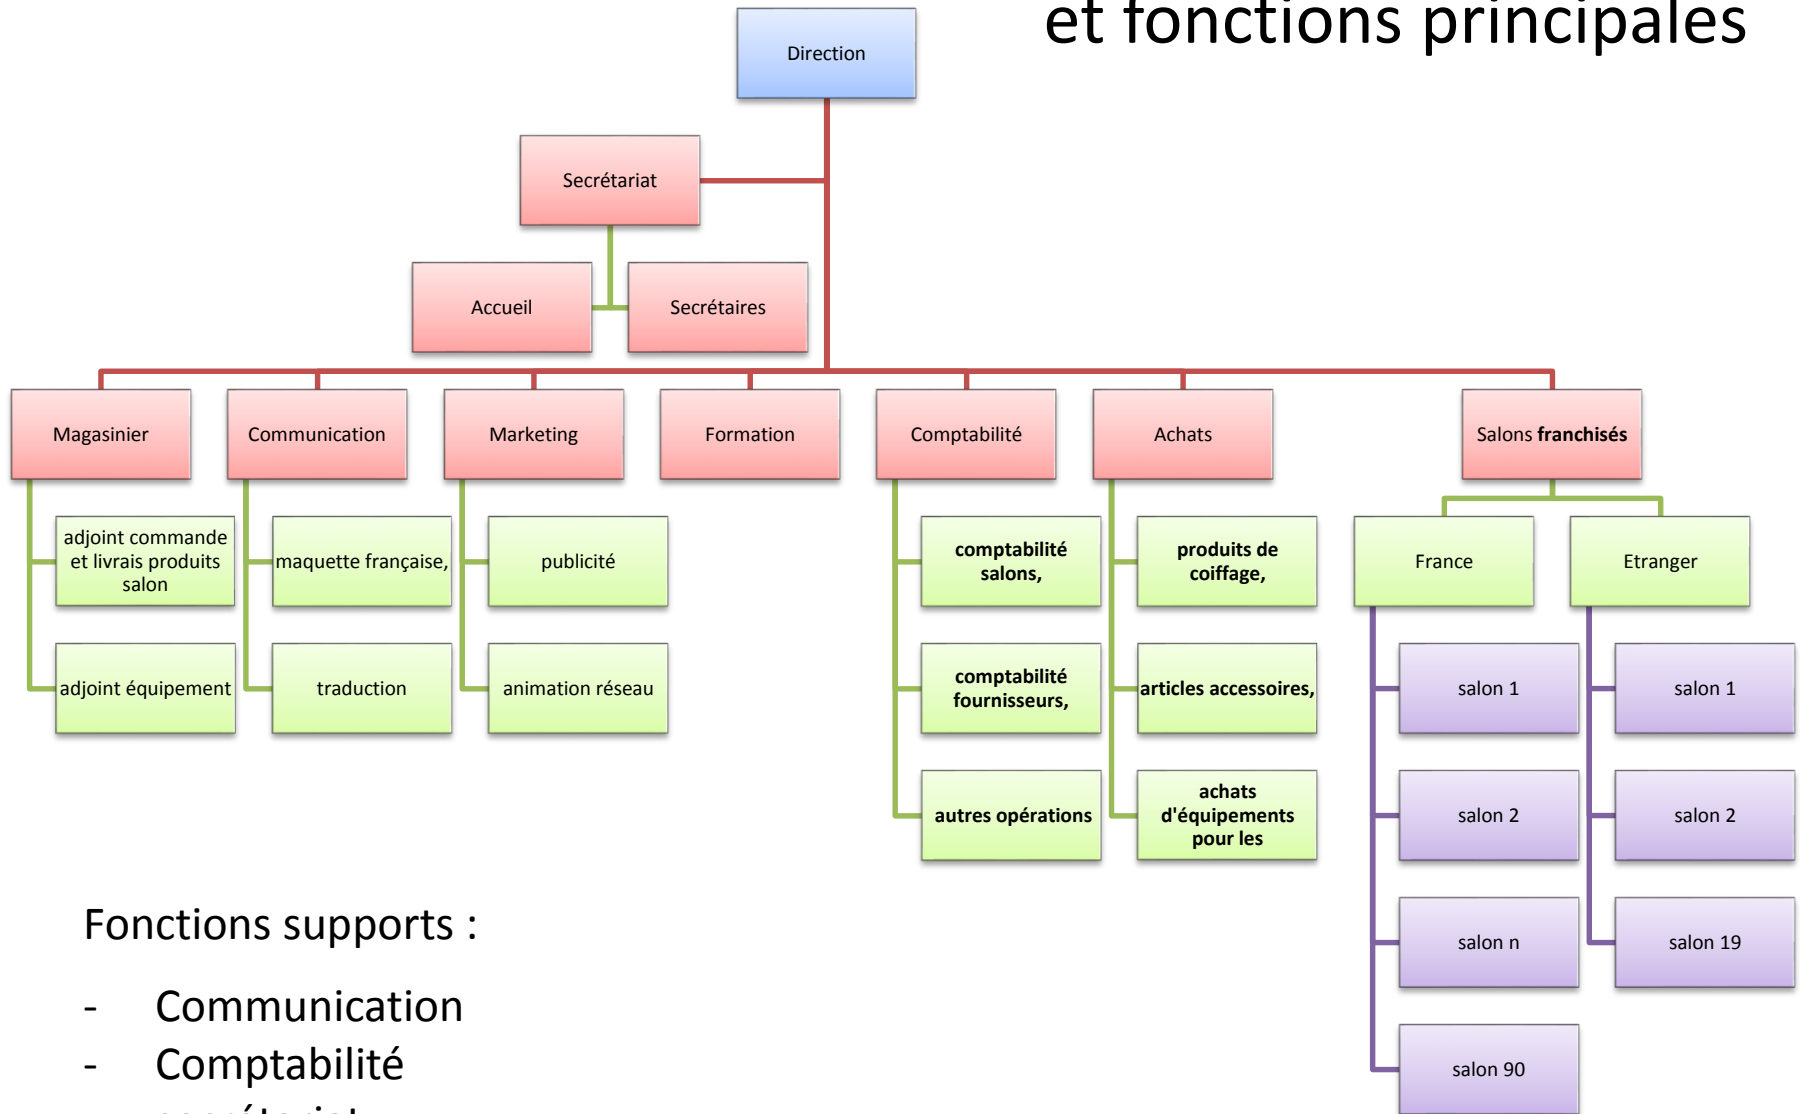 et fonctions principales
Direction
Secrétariat
Accueil
Secrétaires
Magasinier
Communication
Marketing
Formation
Comptabilité
Achats
Salons franchisés
adjoint commande
et livrais produits
salon
adjoint équipement
maquette française,
traduction
publicité
animation réseau
comptabilité
salons,
comptabilité
fournisseurs,
autres opérations
produits de
coiffage,
articles accessoires,
achats
d'équipements
pour les
France
salon 1
salon 2
salon n
salon 90
Etranger
salon 1
salon 2
salon 19
Fonctions supports :
- Communication
- Comptabilité
secrétariat